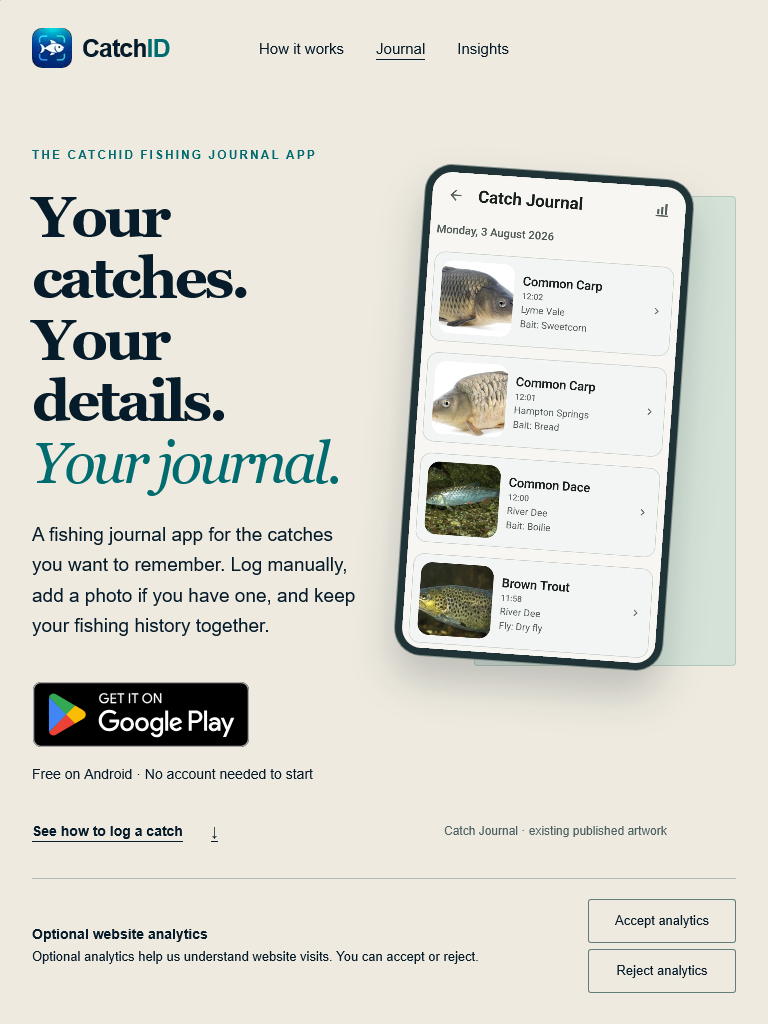 CatchID
How it works
Journal
Insights
THE CATCHID FISHING JOURNAL APP
Your
catches.
Your
details.
Your journal.
A fishing journal app for the catches
you want to remember. Log manually,
add a photo if you have one, and keep
your fishing history together.
GET IT ON
Google Play
Free on Android · No account needed to start
See how to log a catch ↓
← Catch Journal
Monday, 3 August 2026
Common Carp
12:02
Lyme Vale
Bait: Sweetcorn
Common Carp
12:01
Hampton Springs
Bait: Bread
Common Dace
12:00
River Dee
Bait: Boilie
Brown Trout
11:58
River Dee
Fly: Dry fly
Catch Journal · existing published artwork
Optional website analytics
Optional analytics help us understand website visits. You can accept or reject.
Accept analytics
Reject analytics